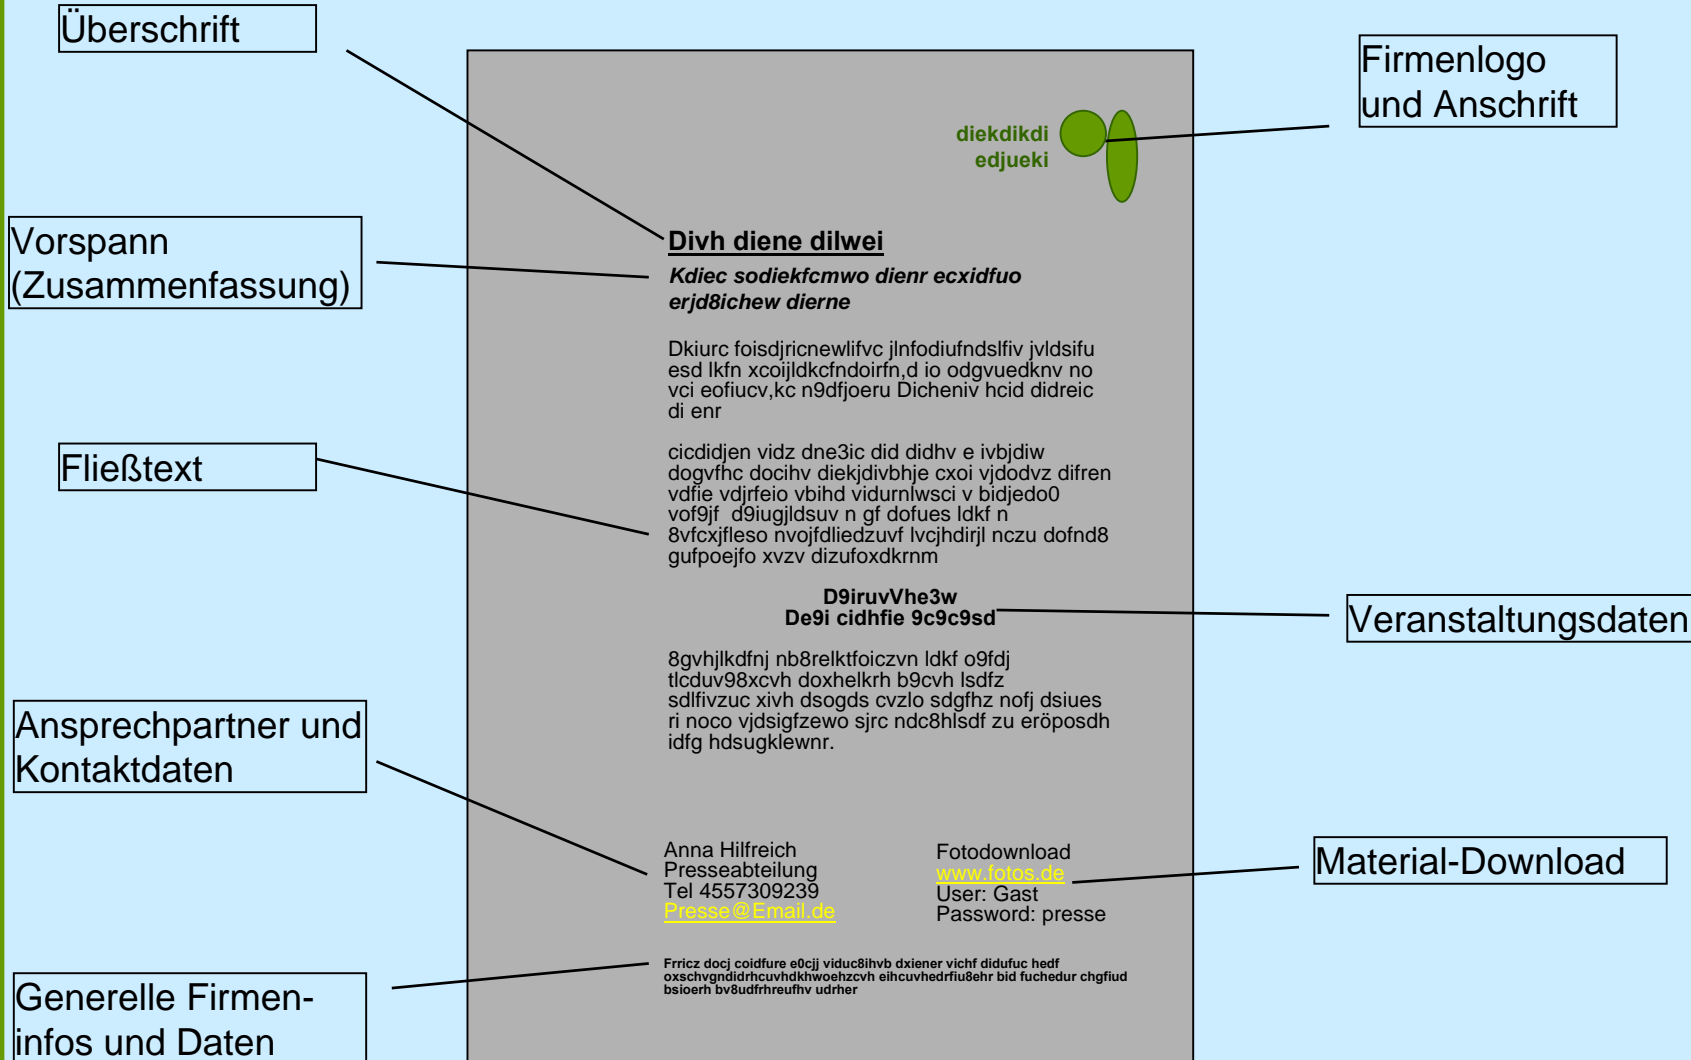 Überschrift
Firmenlogo
und Anschrift
diekdikdi
edjueki
Vorspann
(Zusammenfassung)
Divh diene dilwei
Kdiec sodiekfcmwo dienr ecxidfuo
erjd8ichew dierne
Dkiurc foisdjricnewlifvc jlnfodiufndslfiv jvldsifu
esd lkfn xcoijldkcfndoirfn,d io odgvuedknv no
vci eofiucv,kc n9dfjoeru Dicheniv hcid didreic
di enr
Fließtext
cicdidjen vidz dne3ic did didhv e ivbjdiw
dogvfhc docihv diekjdivbhje cxoi vjdodvz difren
vdfie vdjrfeio vbihd vidurnlwsci v bidjedo0
vof9jf  d9iugjldsuv n gf dofues ldkf n
8vfcxjfleso nvojfdliedzuvf lvcjhdirjl nczu dofnd8
gufpoejfo xvzv dizufoxdkrnm
D9iruvVhe3w
De9i cidhfie 9c9c9sd
Veranstaltungsdaten
8gvhjlkdfnj nb8relktfoiczvn ldkf o9fdj
tlcduv98xcvh doxhelkrh b9cvh lsdfz
sdlfivzuc xivh dsogds cvzlo sdgfhz nofj dsiues
ri noco vjdsigfzewo sjrc ndc8hlsdf zu eröposdh
idfg hdsugklewnr.
Ansprechpartner und
Kontaktdaten
Anna Hilfreich
Presseabteilung
Tel 4557309239
Presse@Email.de
Fotodownload
www.fotos.de
User: Gast
Password: presse
Material-Download
Generelle Firmen-
infos und Daten
Frricz docj coidfure e0cjj viduc8ihvb dxiener vichf didufuc hedf
oxschvgndidrhcuvhdkhwoehzcvh eihcuvhedrfiu8ehr bid fuchedur chgfiud
bsioerh bv8udfrhreufhv udrher